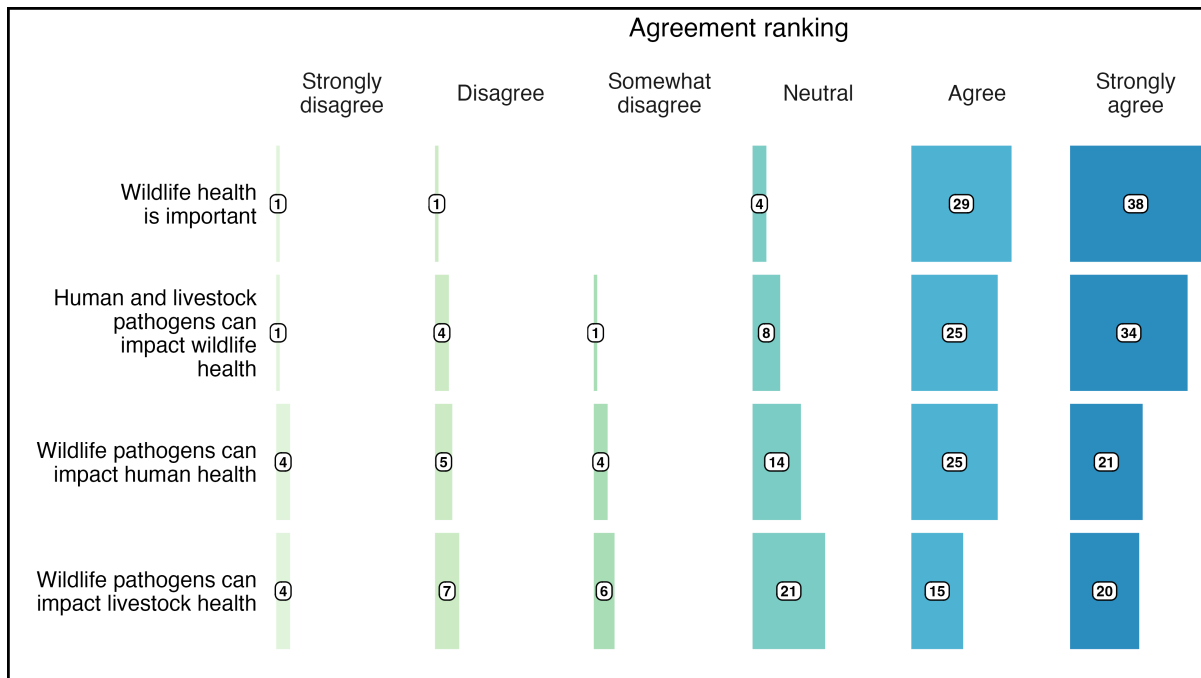 Agreement ranking
Strongly
disagree
Disagree
Somewhat
disagree
Neutral
Agree
Strongly
agree
Wildlife health
is important
1
1
4
29
38
Human and livestock
pathogens can
impact wildlife
health
1
4
1
8
25
34
Wildlife pathogens can
impact human health
4
5
4
14
25
21
Wildlife pathogens can
impact livestock health
4
7
6
21
15
20